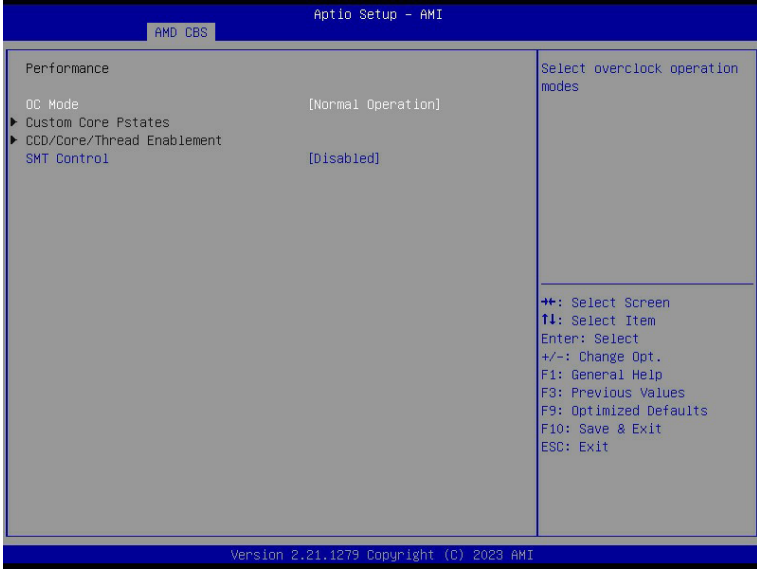 Aptio Setup - AMI
AMD CBS
Performance
OC Mode [Normal Operation]
Custom Core Pstates
CCD/Core/Thread Enablement
SMT Control [Disabled]
Select overclock operation
modes
→←: Select Screen
↑↓: Select Item
Enter: Select
+/-: Change Opt.
F1: General Help
F3: Previous Values
F9: Optimized Defaults
F10: Save & Exit
ESC: Exit
Version 2.21.1279 Copyright (C) 2023 AMI